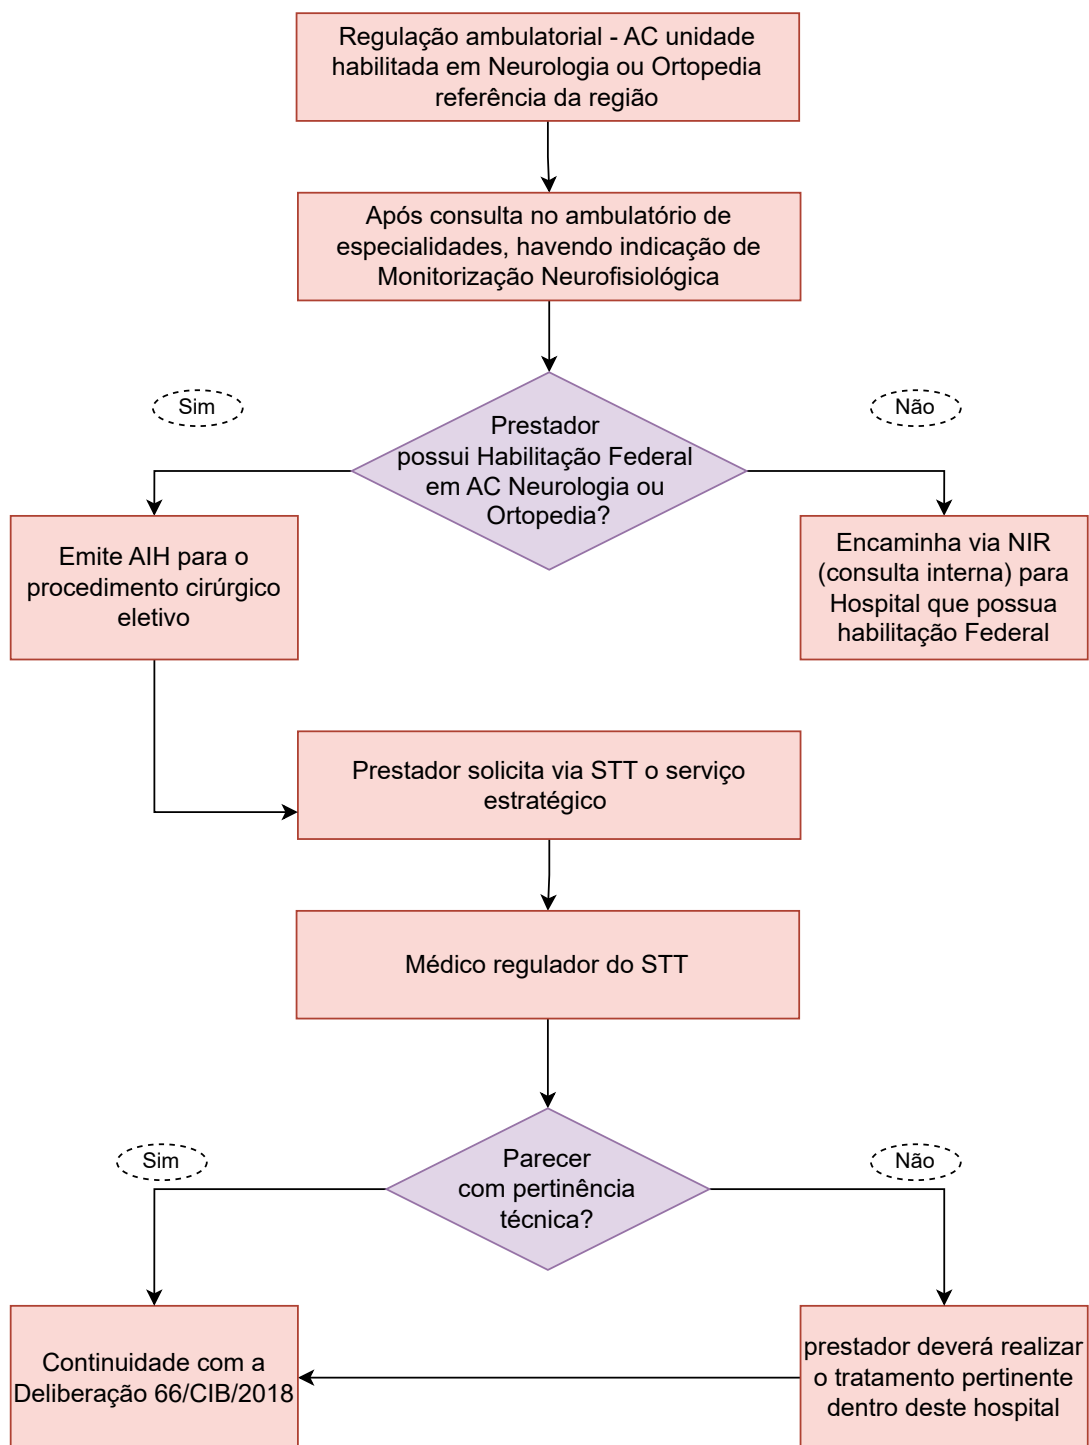 Regulação ambulatorial - AC unidade
habilitada em Neurologia ou Ortopedia
referência da região
Após consulta no ambulatório de
especialidades, havendo indicação de
Monitorização Neurofisiológica
Sim
Não
Prestador
possui Habilitação Federal
em AC Neurologia ou
Ortopedia?
Emite AIH para o
procedimento cirúrgico
eletivo
Encaminha via NIR
(consulta interna) para
Hospital que possua
habilitação Federal
Prestador solicita via STT o serviço
estratégico
Médico regulador do STT
Sim
Não
Parecer
com pertinência
técnica?
Continuidade com a
Deliberação 66/CIB/2018
prestador deverá realizar
o tratamento pertinente
dentro deste hospital